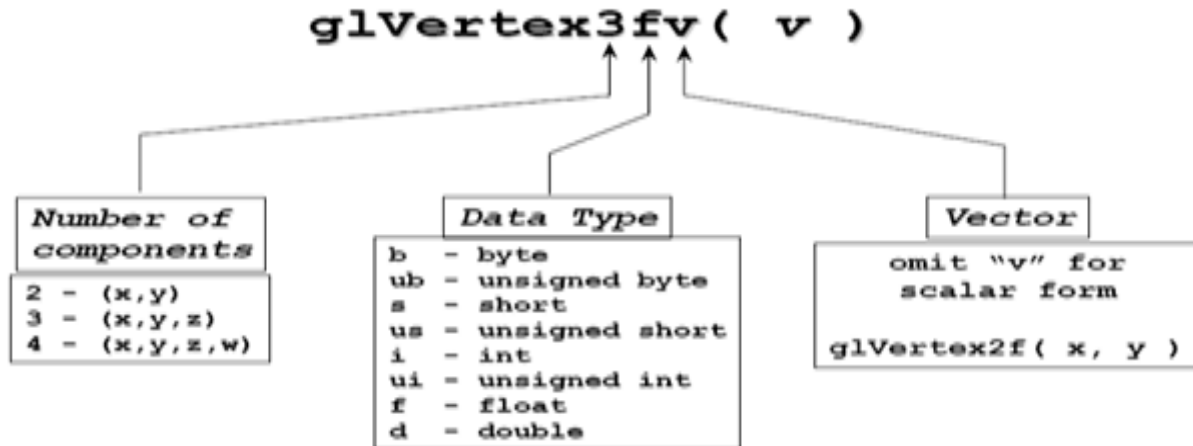 glVertex3fv( v )
Number of
components
2 - (x,y)
3 - (x,y,z)
4 - (x,y,z,w)
Data Type
b - byte
ub - unsigned byte
s - short
us - unsigned short
i - int
ui - unsigned int
f - float
d - double
Vector
omit “v” for
scalar form
glVertex2f( x, y )